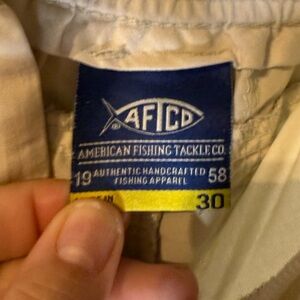 AFTCO
®
AMERICAN FISHING TACKLE CO.
19 AUTHENTIC HANDCRAFTED 58
FISHING APPAREL
30